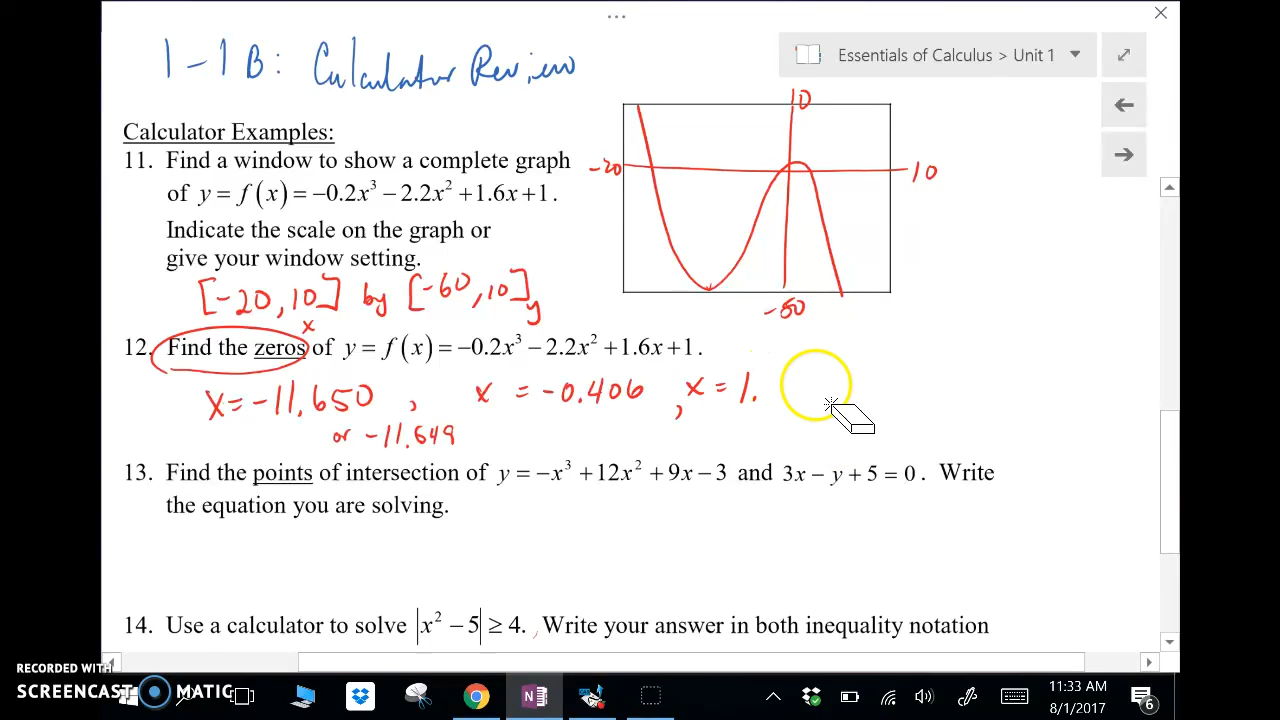 1-1B: Calculator Review
Essentials of Calculus > Unit 1
Calculator Examples:
11. Find a window to show a complete graph
of y = f(x) = −0.2x³ − 2.2x² + 1.6x + 1.
Indicate the scale on the graph or
give your window setting.
[-20, 10]x by [-60, 10]y
10
-20
10
12. Find the zeros of y = f(x) = −0.2x³ − 2.2x² + 1.6x + 1.
x = -11.650, x = -0.406, x = 1.
or -11.649
13. Find the points of intersection of y = −x³ + 12x² + 9x − 3 and 3x − y + 5 = 0. Write
the equation you are solving.
14. Use a calculator to solve |x² − 5| ≥ 4. Write your answer in both inequality notation
RECORDED WITH
SCREENCAST MATIC
11:33 AM
8/1/2017
6